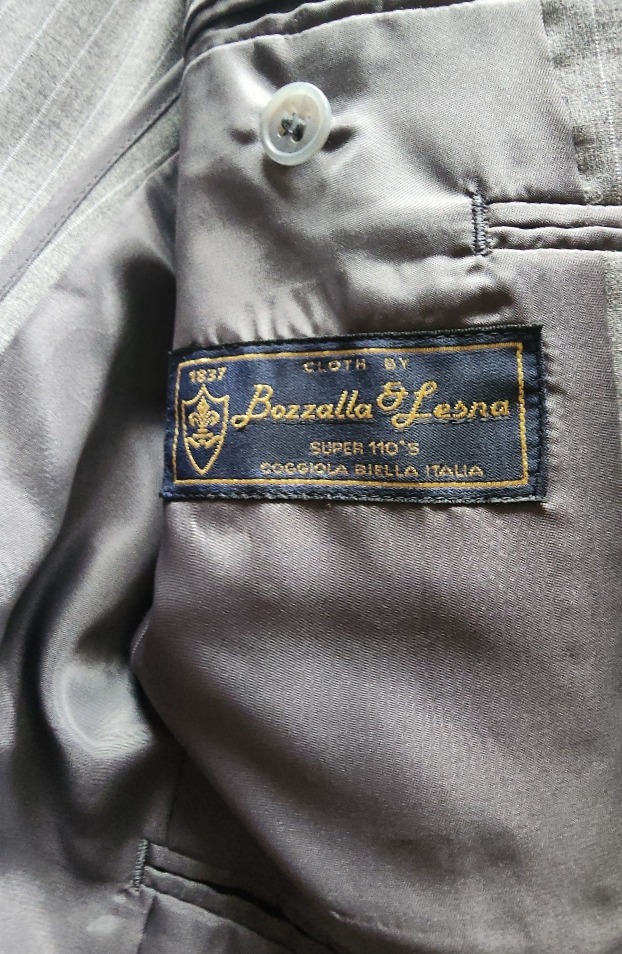 1837
CLOTH BY
Bozzalla & Lesna
SUPER 110'S
COGGIOLA BIELLA ITALIA